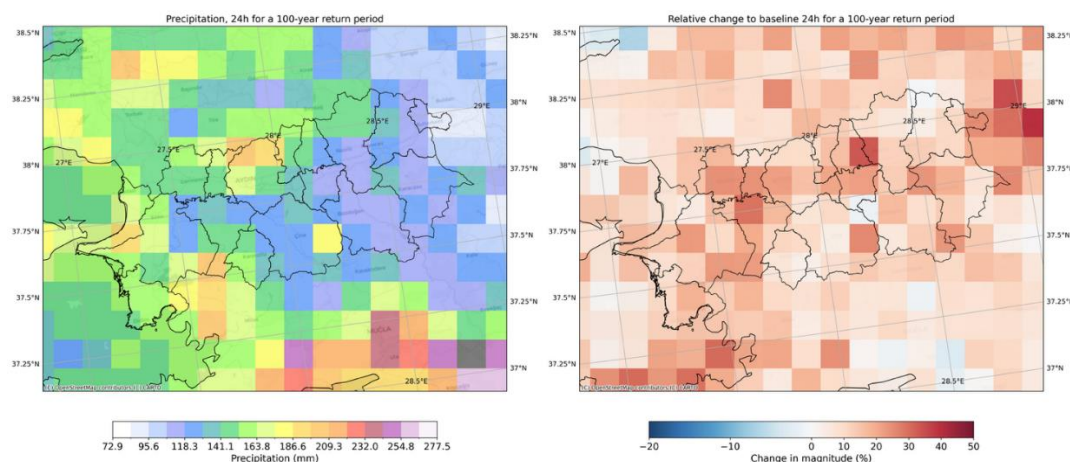 Precipitation, 24h for a 100-year return period
38.5°N
38.25°N
38°N
37.75°N
37.5°N
37.25°N
38.25°N
38°N
37.75°N
37.5°N
37.25°N
37°N
27°E
27.5°E
28°E
28.5°E
29°E
28.5°E
MUĞLA
72.9 95.6 118.3 141.1 163.8 186.6 209.3 232.0 254.8 277.5
Precipitation (mm)
Relative change to baseline 24h for a 100-year return period
38.5°N
38.25°N
38°N
37.75°N
37.5°N
37.25°N
38.25°N
38°N
37.75°N
37.5°N
37.25°N
37°N
27°E
27.5°E
28°E
28.5°E
29°E
28.5°E
−20 −10 0 10 20 30 40 50
Change in magnitude (%)